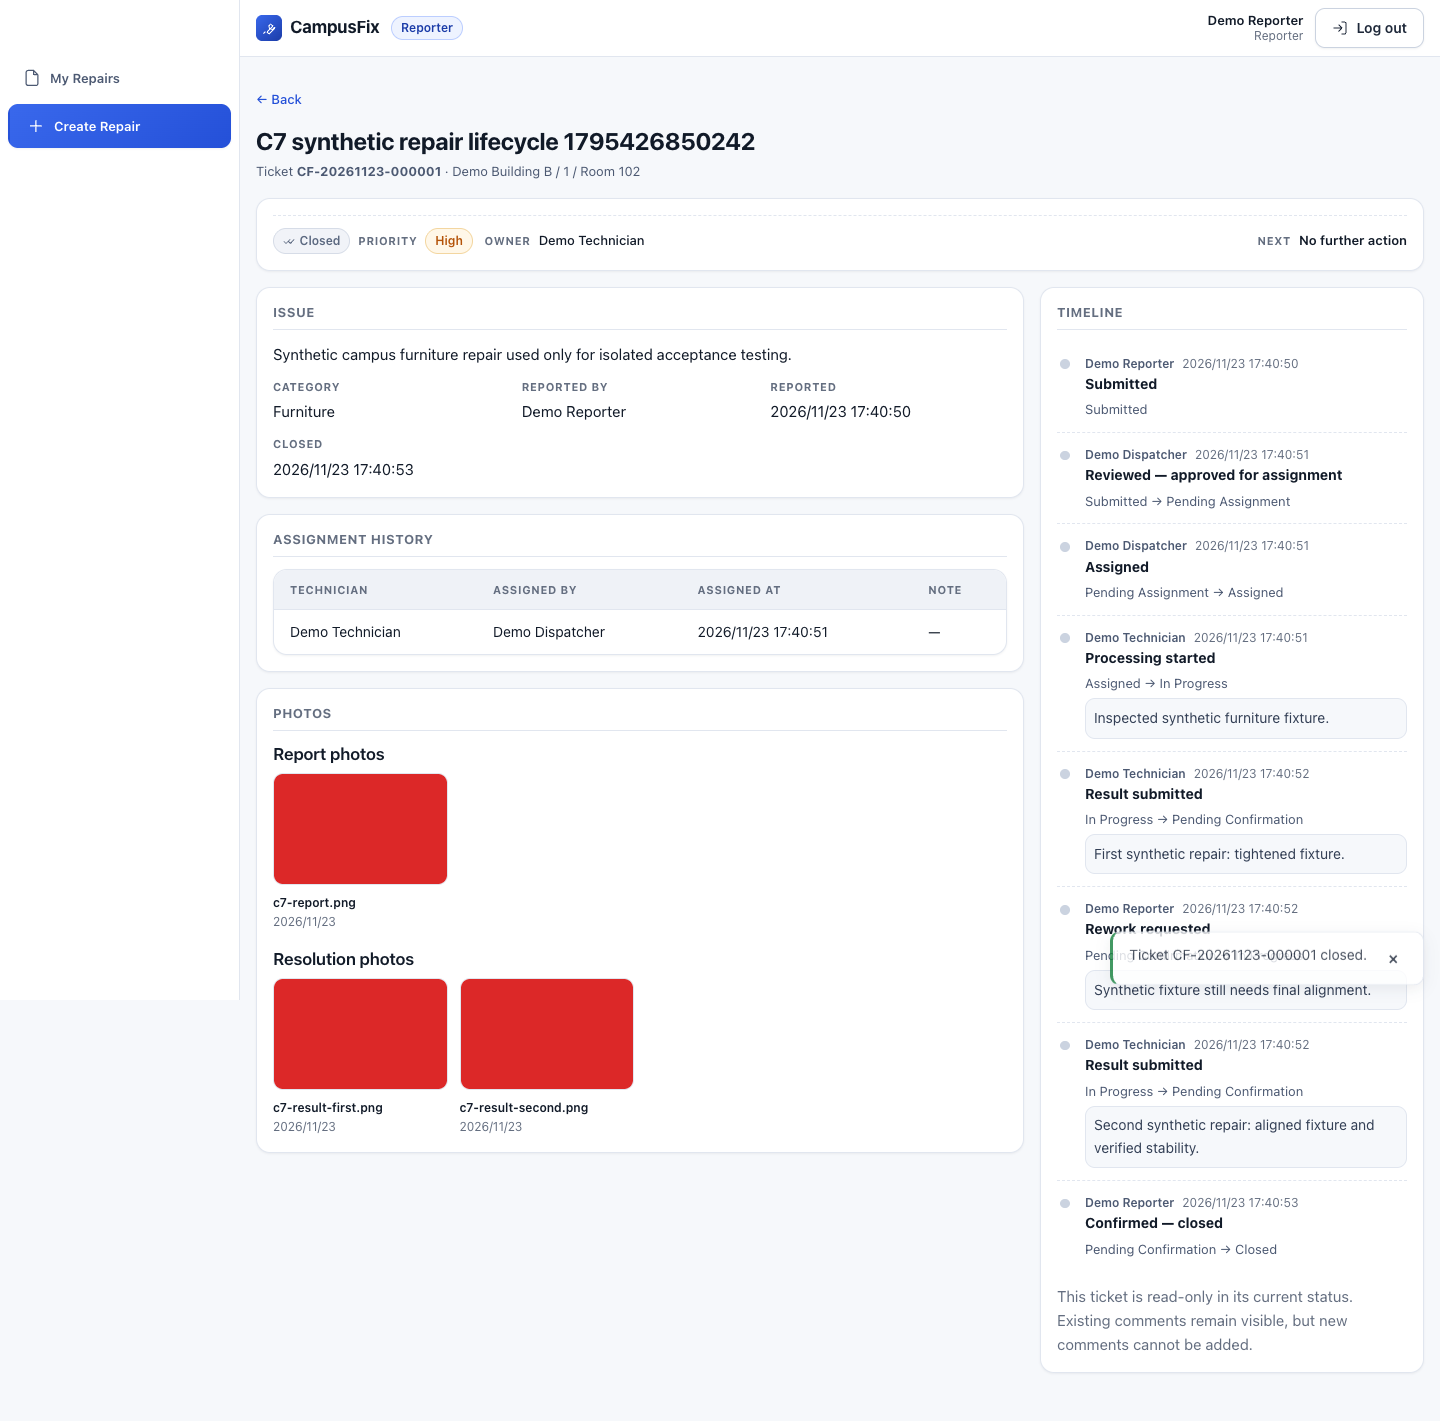 CampusFix Reporter
Demo Reporter
Reporter
Log out
My Repairs
Create Repair
← Back
C7 synthetic repair lifecycle 1795426850242
Ticket CF-20261123-000001 · Demo Building B / 1 / Room 102
Closed PRIORITY High OWNER Demo Technician NEXT No further action
ISSUE
Synthetic campus furniture repair used only for isolated acceptance testing.
CATEGORY REPORTED BY REPORTED
Furniture Demo Reporter 2026/11/23 17:40:50
CLOSED
2026/11/23 17:40:53
ASSIGNMENT HISTORY
TECHNICIAN ASSIGNED BY ASSIGNED AT NOTE
Demo Technician Demo Dispatcher 2026/11/23 17:40:51 —
PHOTOS
Report photos
c7-report.png
2026/11/23
Resolution photos
c7-result-first.png c7-result-second.png
2026/11/23 2026/11/23
TIMELINE
Demo Reporter 2026/11/23 17:40:50
Submitted
Submitted
Demo Dispatcher 2026/11/23 17:40:51
Reviewed — approved for assignment
Submitted → Pending Assignment
Demo Dispatcher 2026/11/23 17:40:51
Assigned
Pending Assignment → Assigned
Demo Technician 2026/11/23 17:40:51
Processing started
Assigned → In Progress
Inspected synthetic furniture fixture.
Demo Technician 2026/11/23 17:40:52
Result submitted
In Progress → Pending Confirmation
First synthetic repair: tightened fixture.
Demo Reporter 2026/11/23 17:40:52
Rework requested
Pending
Ticket CF-20261123-000001 closed. ×
Synthetic fixture still needs final alignment.
Demo Technician 2026/11/23 17:40:52
Result submitted
In Progress → Pending Confirmation
Second synthetic repair: aligned fixture and
verified stability.
Demo Reporter 2026/11/23 17:40:53
Confirmed — closed
Pending Confirmation → Closed
This ticket is read-only in its current status.
Existing comments remain visible, but new
comments cannot be added.